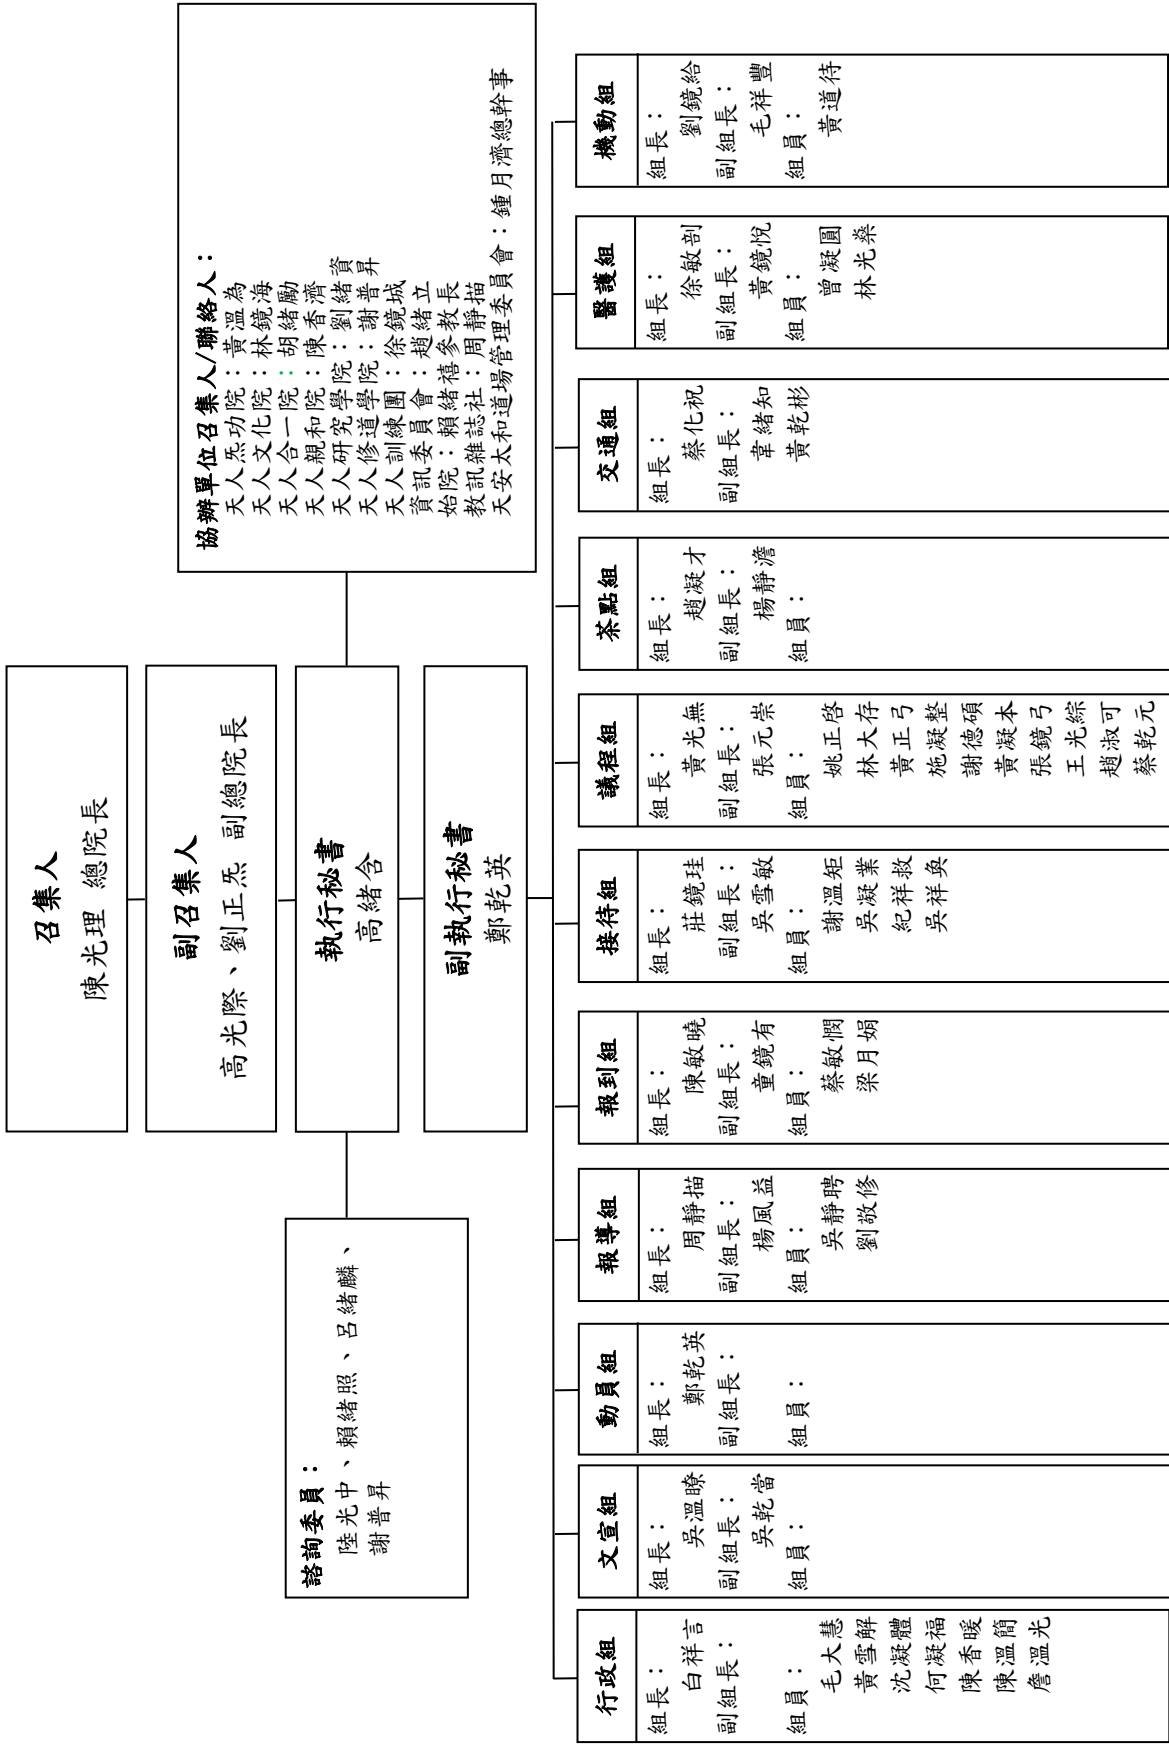 召集人
陳光理 總院長
副召集人
高光際、劉正炁 副總院長
執行秘書
高緒含
副執行秘書
鄭乾英
諮詢委員：
陸光中、賴緒照、呂緒麟、
謝普昇
協辦單位召集人/聯絡人：
天人炁功院：黃溫為
天人文化院：林鏡海
天人合一院：胡緒勵
天人親和院：陳香濟
天人研究學院：劉緒資
天人修道學院：謝普昇
天人訓練團：徐鏡城
資訊委員會：趙緒立
始院：賴緒禧參教長
教訊雜誌社：周靜描
天安太和道場管理委員會：鍾月濟總幹事
行政組
組長：
白祥言
副組長：
組員：
毛大慧
黃雪解
沈凝體
何凝福
陳香暖
陳溫簡
詹溫光
文宣組
組長：
吳溫瞭
副組長：
吳乾當
組員：
動員組
組長：
鄭乾英
副組長：
組員：
報導組
組長：
周靜描
副組長：
楊風益
組員：
吳靜聘
劉敬修
報到組
組長：
陳敏曉
副組長：
童鏡有
組員：
蔡敏憫
梁月娟
接待組
組長：
莊鏡珪
副組長：
吳雪敏
組員：
謝溫矩
吳凝業
紀祥救
吳祥奐
議程組
組長：
黃光無
副組長：
張元崇
組員：
姚正啓
林大存
黃正弓
施凝整
謝德碩
黃凝本
張鏡弓
王光綜
趙淑可
蔡乾元
茶點組
組長：
趙凝才
副組長：
楊靜澹
組員：
交通組
組長：
蔡化祝
副組長：
韋緒知
黃乾彬
醫護組
組長：
徐敏剖
副組長：
黃鏡悅
組員：
曾凝圓
林光燊
機動組
組長：
劉鏡給
副組長：
毛祥豐
組員：
黃道待